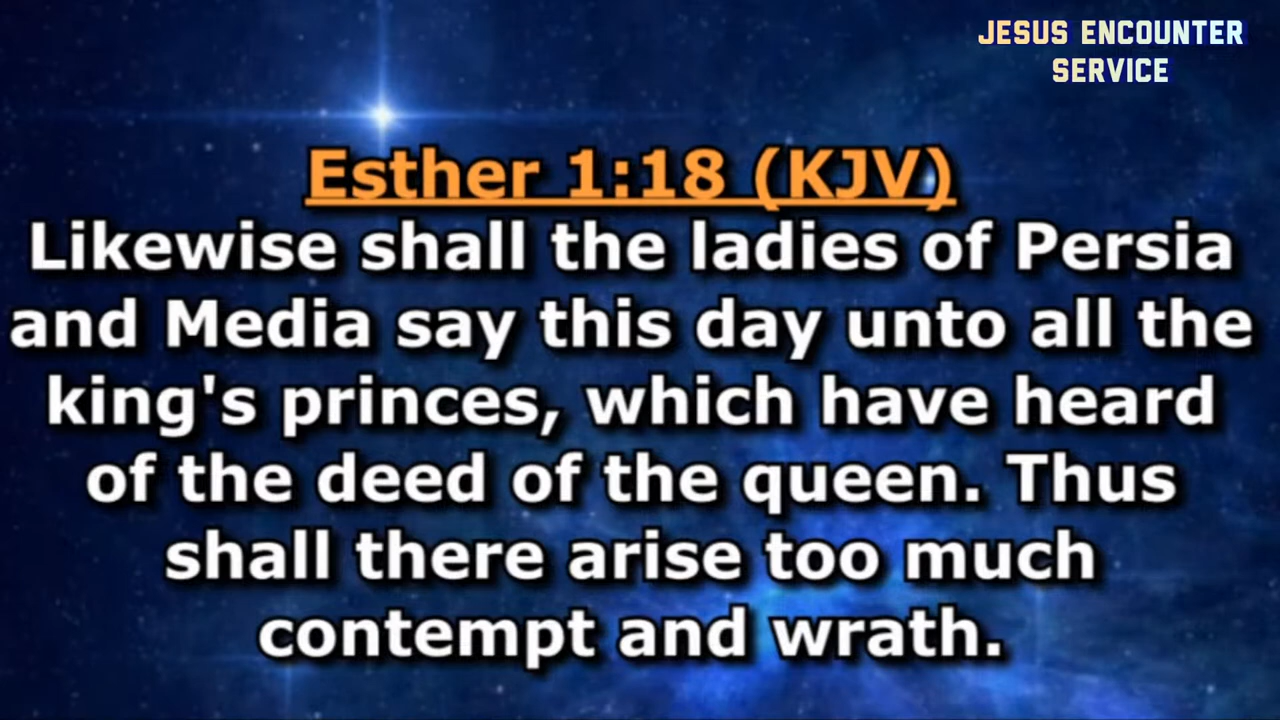 JESUS ENCOUNTER
SERVICE
Esther 1:18 (KJV)
Likewise shall the ladies of Persia
and Media say this day unto all the
king's princes, which have heard
of the deed of the queen. Thus
shall there arise too much
contempt and wrath.